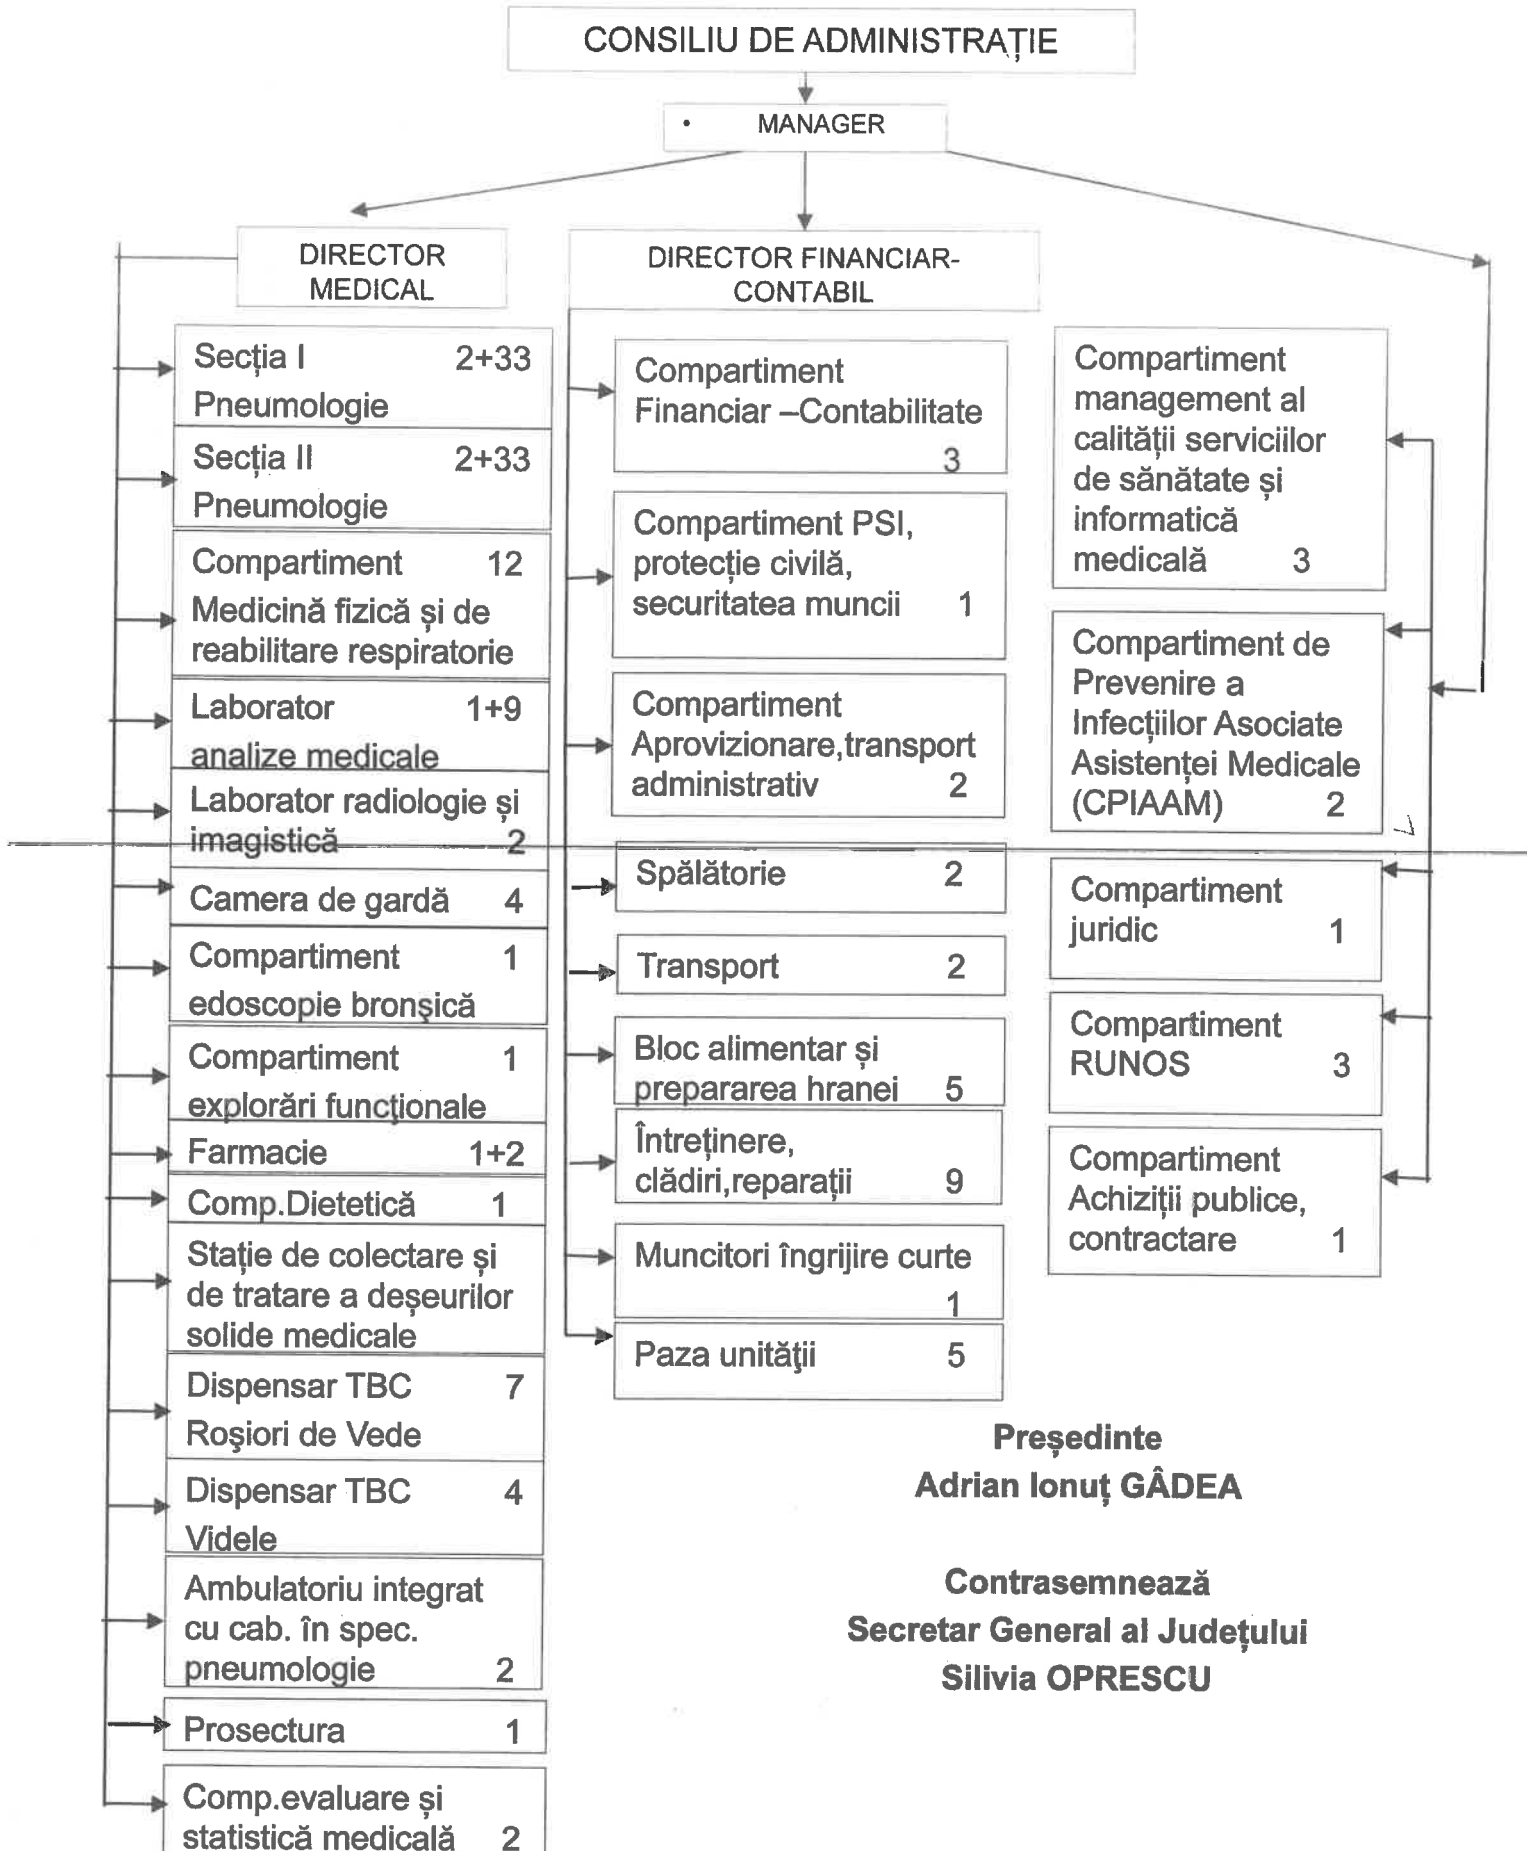 CONSILIU DE ADMINISTRAȚIE
• MANAGER
DIRECTOR
MEDICAL
DIRECTOR FINANCIAR-
CONTABIL
Secția I 2+33
Pneumologie
Secția II 2+33
Pneumologie
Compartiment 12
Medicină fizică și de
reabilitare respiratorie
Laborator 1+9
analize medicale
Laborator radiologie și
imagistică 2
Camera de gardă 4
Compartiment 1
edoscopie bronşică
Compartiment 1
explorări funcţionale
Farmacie 1+2
Comp.Dietetică 1
Stație de colectare și
de tratare a deșeurilor
solide medicale
Dispensar TBC 7
Roşiori de Vede
Dispensar TBC 4
Videle
Ambulatoriu integrat
cu cab. în spec.
pneumologie 2
Prosectura 1
Comp.evaluare și
statistică medicală 2
Compartiment
Financiar –Contabilitate
3
Compartiment PSI,
protecție civilă,
securitatea muncii 1
Compartiment
Aprovizionare,transport
administrativ 2
Spălătorie 2
Transport 2
Bloc alimentar și
prepararea hranei 5
Întreținere,
clădiri,reparații 9
Muncitori îngrijire curte
1
Paza unităţii 5
Compartiment
management al
calității serviciilor
de sănătate și
informatică
medicală 3
Compartiment de
Prevenire a
Infecțiilor Asociate
Asistenței Medicale
(CPIAAM) 2
Compartiment
juridic 1
Compartiment
RUNOS 3
Compartiment
Achiziții publice,
contractare 1
Președinte
Adrian Ionuț GÂDEA
Contrasemnează
Secretar General al Județului
Silivia OPRESCU